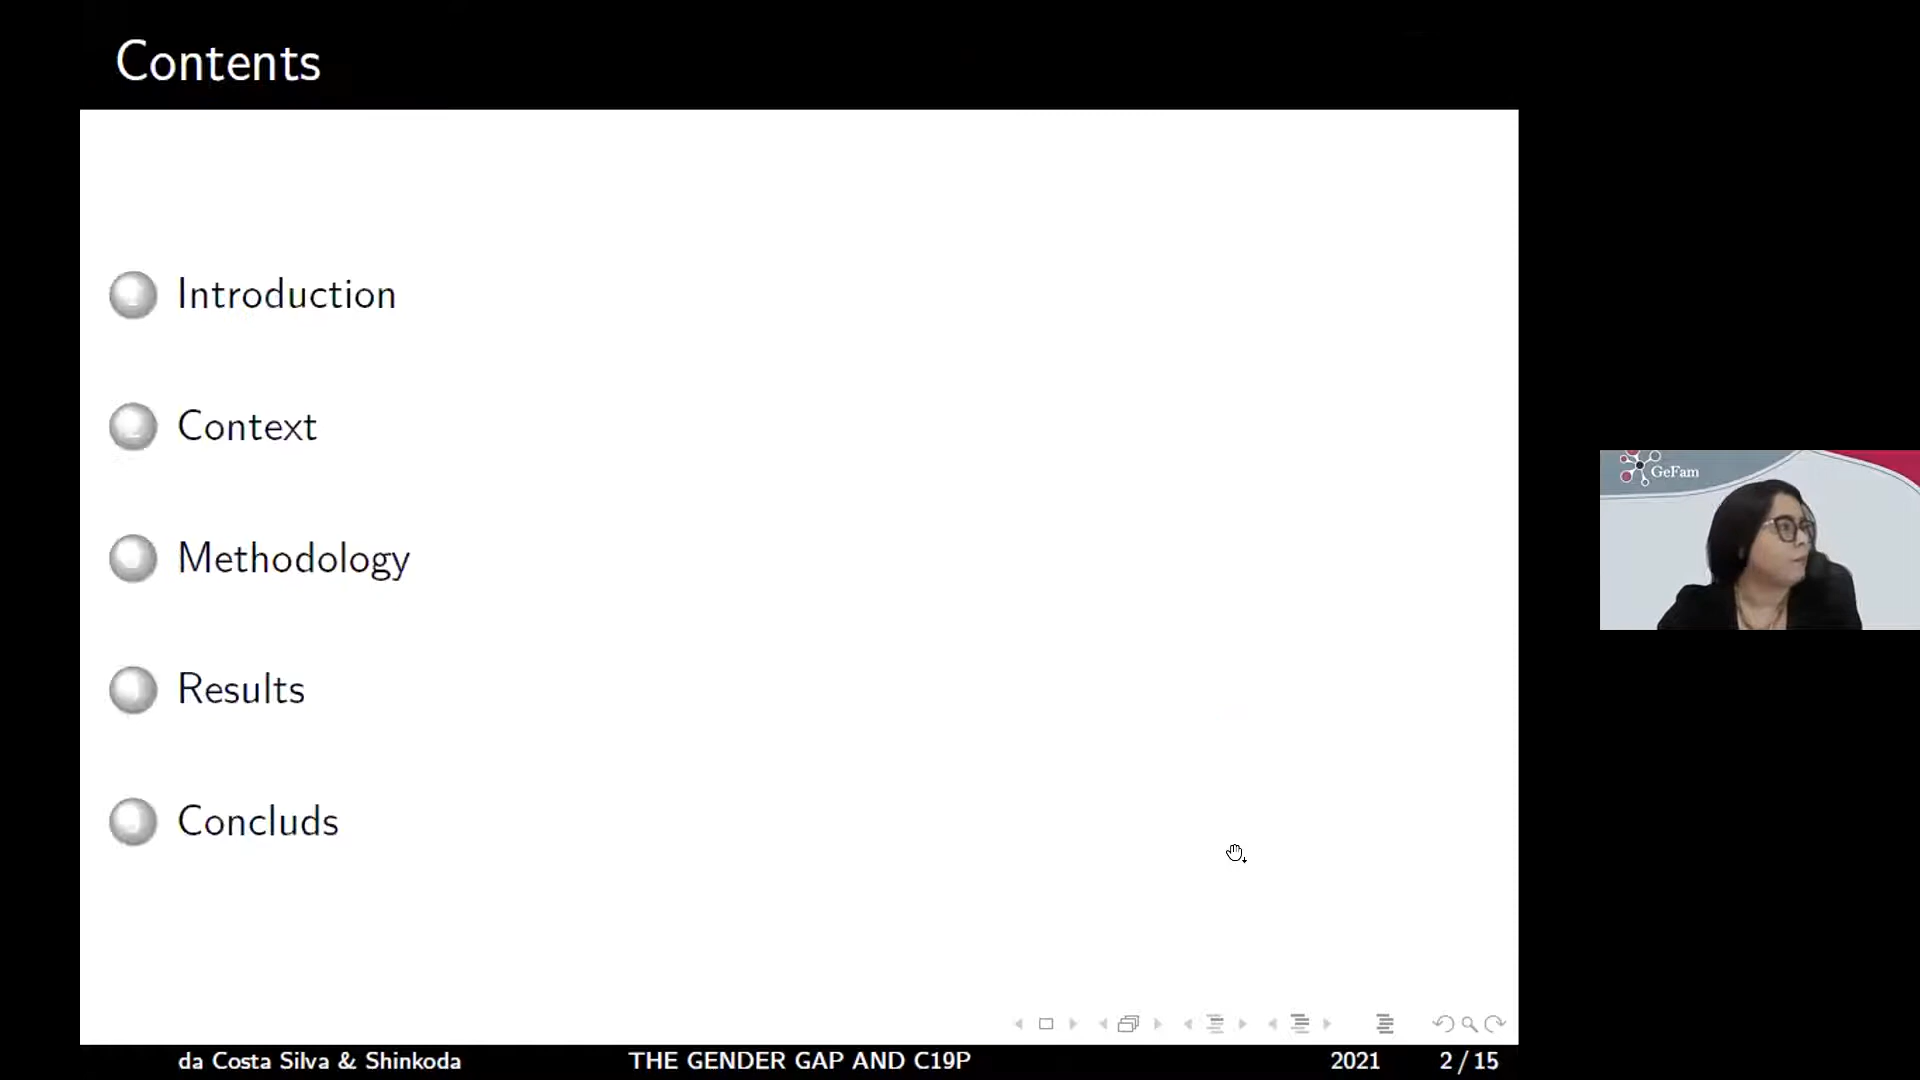 Contents
Introduction
Context
Methodology
Results
Concluds
GeFam
da Costa Silva & Shinkoda THE GENDER GAP AND C19P 2021 2 / 15